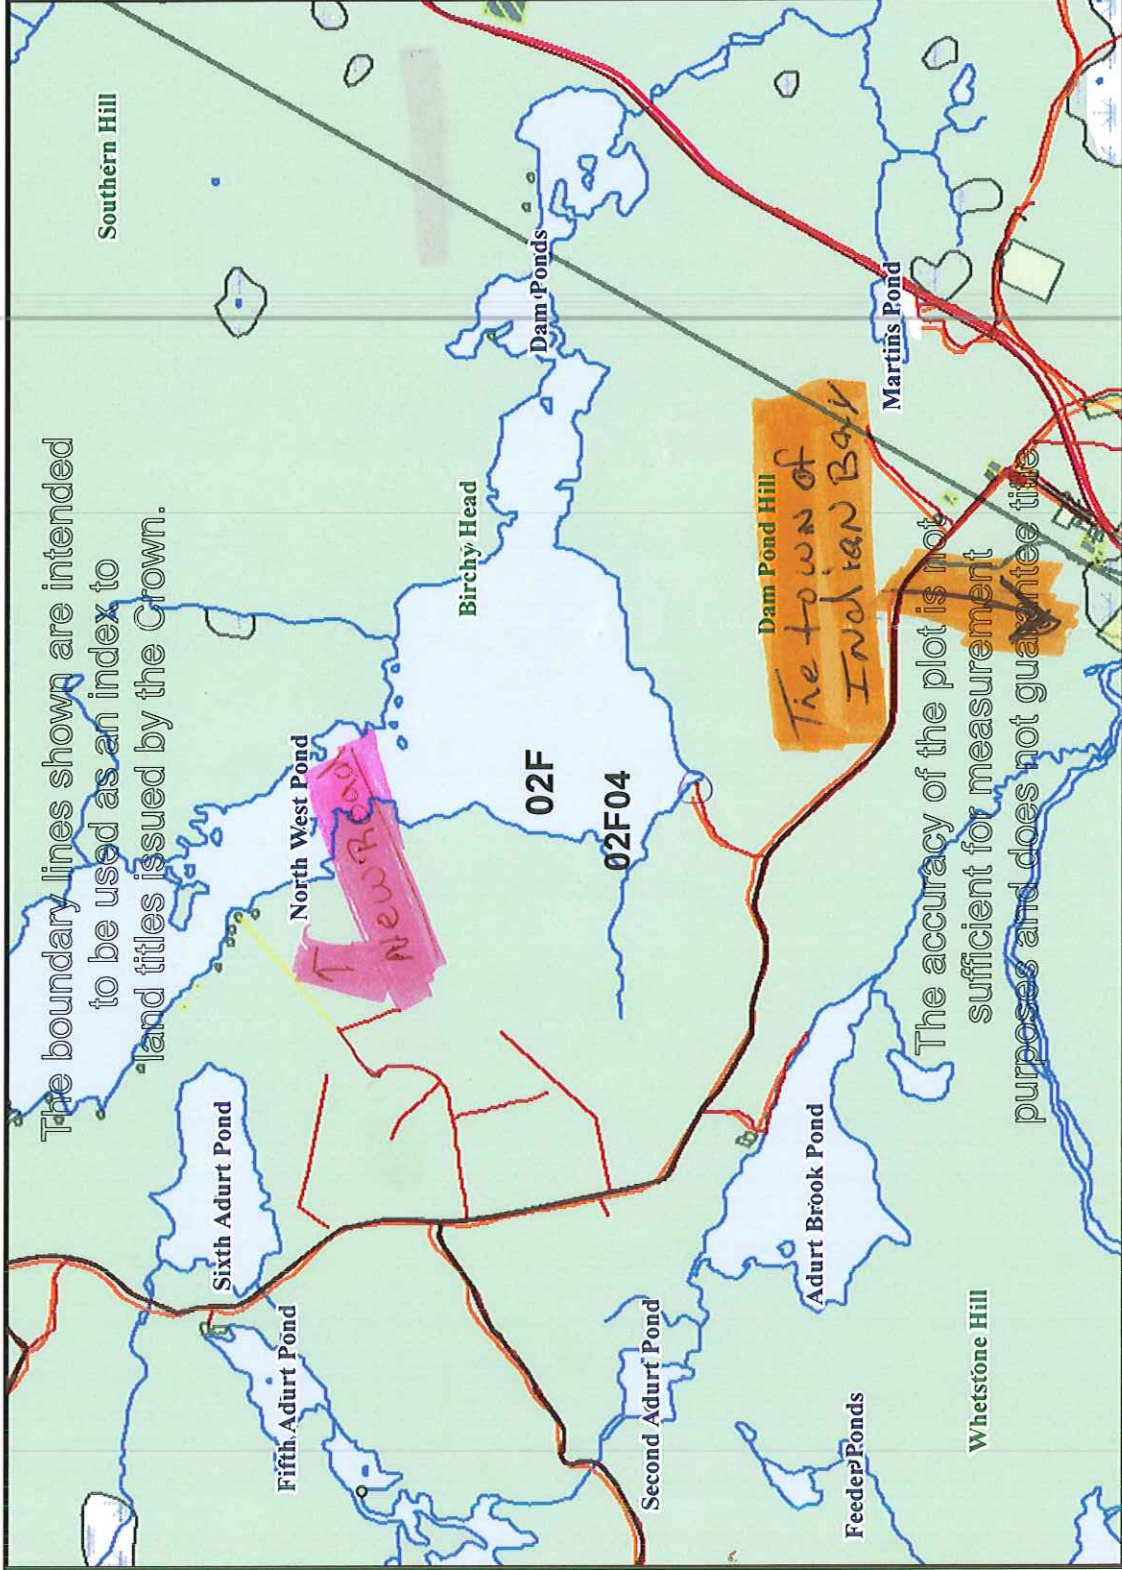 The boundary lines shown are intended
to be used as an index to
land titles issued by the Crown.
Southern Hill
North West Pond
New Road
Sixth Adurt Pond
Fifth Adurt Pond
Birchy Head
Dam Ponds
02F
02F04
Second Adurt Pond
Dam Pond Hill
The town of
Indian Bay
Martins Pond
Adurt Brook Pond
Feeder Ponds
Whetstone Hill
The accuracy of the plot is not
sufficient for measurement
purposes and does not guarantee title.